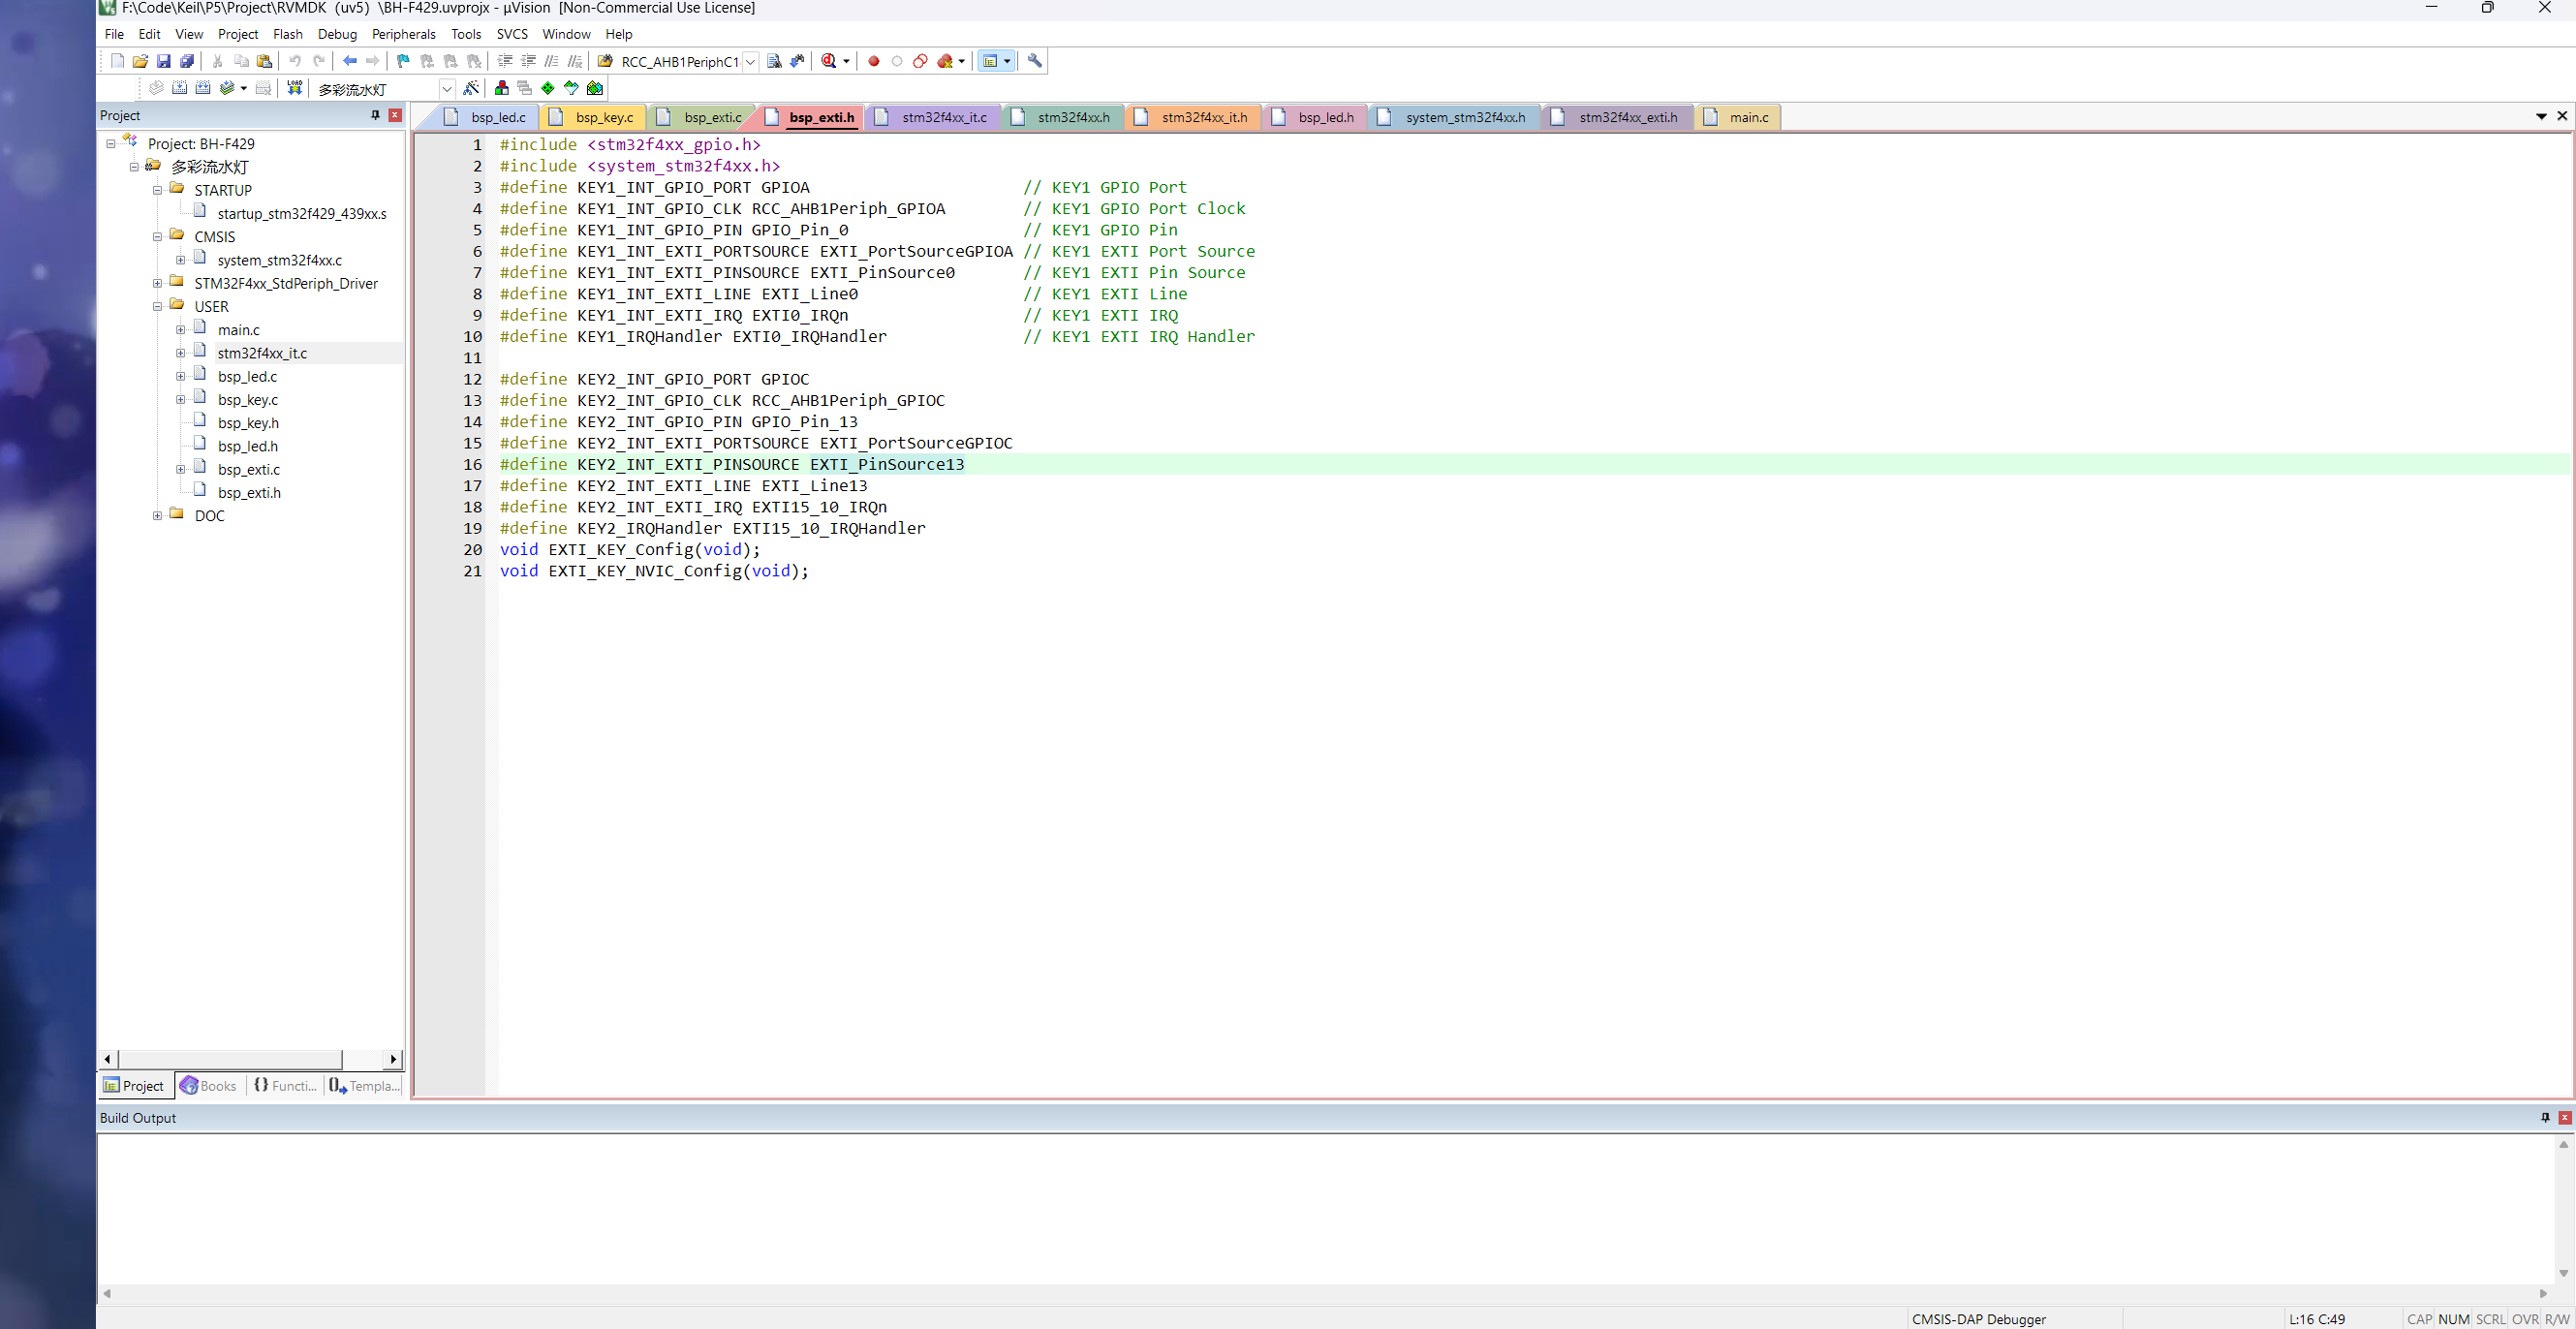 F:\Code\Keil\P5\Project\RVMDK（uv5）\BH-F429.uvprojx - µVision  [Non-Commercial Use License]
File Edit View Project Flash Debug Peripherals Tools SVCS Window Help
RCC_AHB1PeriphC1
LOAD 多彩流水灯
Project
bsp_led.c bsp_key.c bsp_exti.c bsp_exti.h stm32f4xx_it.c stm32f4xx.h stm32f4xx_it.h bsp_led.h system_stm32f4xx.h stm32f4xx_exti.h main.c
Project: BH-F429
多彩流水灯
STARTUP
startup_stm32f429_439xx.s
CMSIS
system_stm32f4xx.c
STM32F4xx_StdPeriph_Driver
USER
main.c
stm32f4xx_it.c
bsp_led.c
bsp_key.c
bsp_key.h
bsp_led.h
bsp_exti.c
bsp_exti.h
DOC
Project Books {} Functi... Templa...
1 #include <stm32f4xx_gpio.h>
2 #include <system_stm32f4xx.h>
3 #define KEY1_INT_GPIO_PORT GPIOA // KEY1 GPIO Port
4 #define KEY1_INT_GPIO_CLK RCC_AHB1Periph_GPIOA // KEY1 GPIO Port Clock
5 #define KEY1_INT_GPIO_PIN GPIO_Pin_0 // KEY1 GPIO Pin
6 #define KEY1_INT_EXTI_PORTSOURCE EXTI_PortSourceGPIOA // KEY1 EXTI Port Source
7 #define KEY1_INT_EXTI_PINSOURCE EXTI_PinSource0 // KEY1 EXTI Pin Source
8 #define KEY1_INT_EXTI_LINE EXTI_Line0 // KEY1 EXTI Line
9 #define KEY1_INT_EXTI_IRQ EXTI0_IRQn // KEY1 EXTI IRQ
10 #define KEY1_IRQHandler EXTI0_IRQHandler // KEY1 EXTI IRQ Handler
11
12 #define KEY2_INT_GPIO_PORT GPIOC
13 #define KEY2_INT_GPIO_CLK RCC_AHB1Periph_GPIOC
14 #define KEY2_INT_GPIO_PIN GPIO_Pin_13
15 #define KEY2_INT_EXTI_PORTSOURCE EXTI_PortSourceGPIOC
16 #define KEY2_INT_EXTI_PINSOURCE EXTI_PinSource13
17 #define KEY2_INT_EXTI_LINE EXTI_Line13
18 #define KEY2_INT_EXTI_IRQ EXTI15_10_IRQn
19 #define KEY2_IRQHandler EXTI15_10_IRQHandler
20 void EXTI_KEY_Config(void);
21 void EXTI_KEY_NVIC_Config(void);
Build Output
CMSIS-DAP Debugger L:16 C:49 CAP NUM SCRL OVR R/W